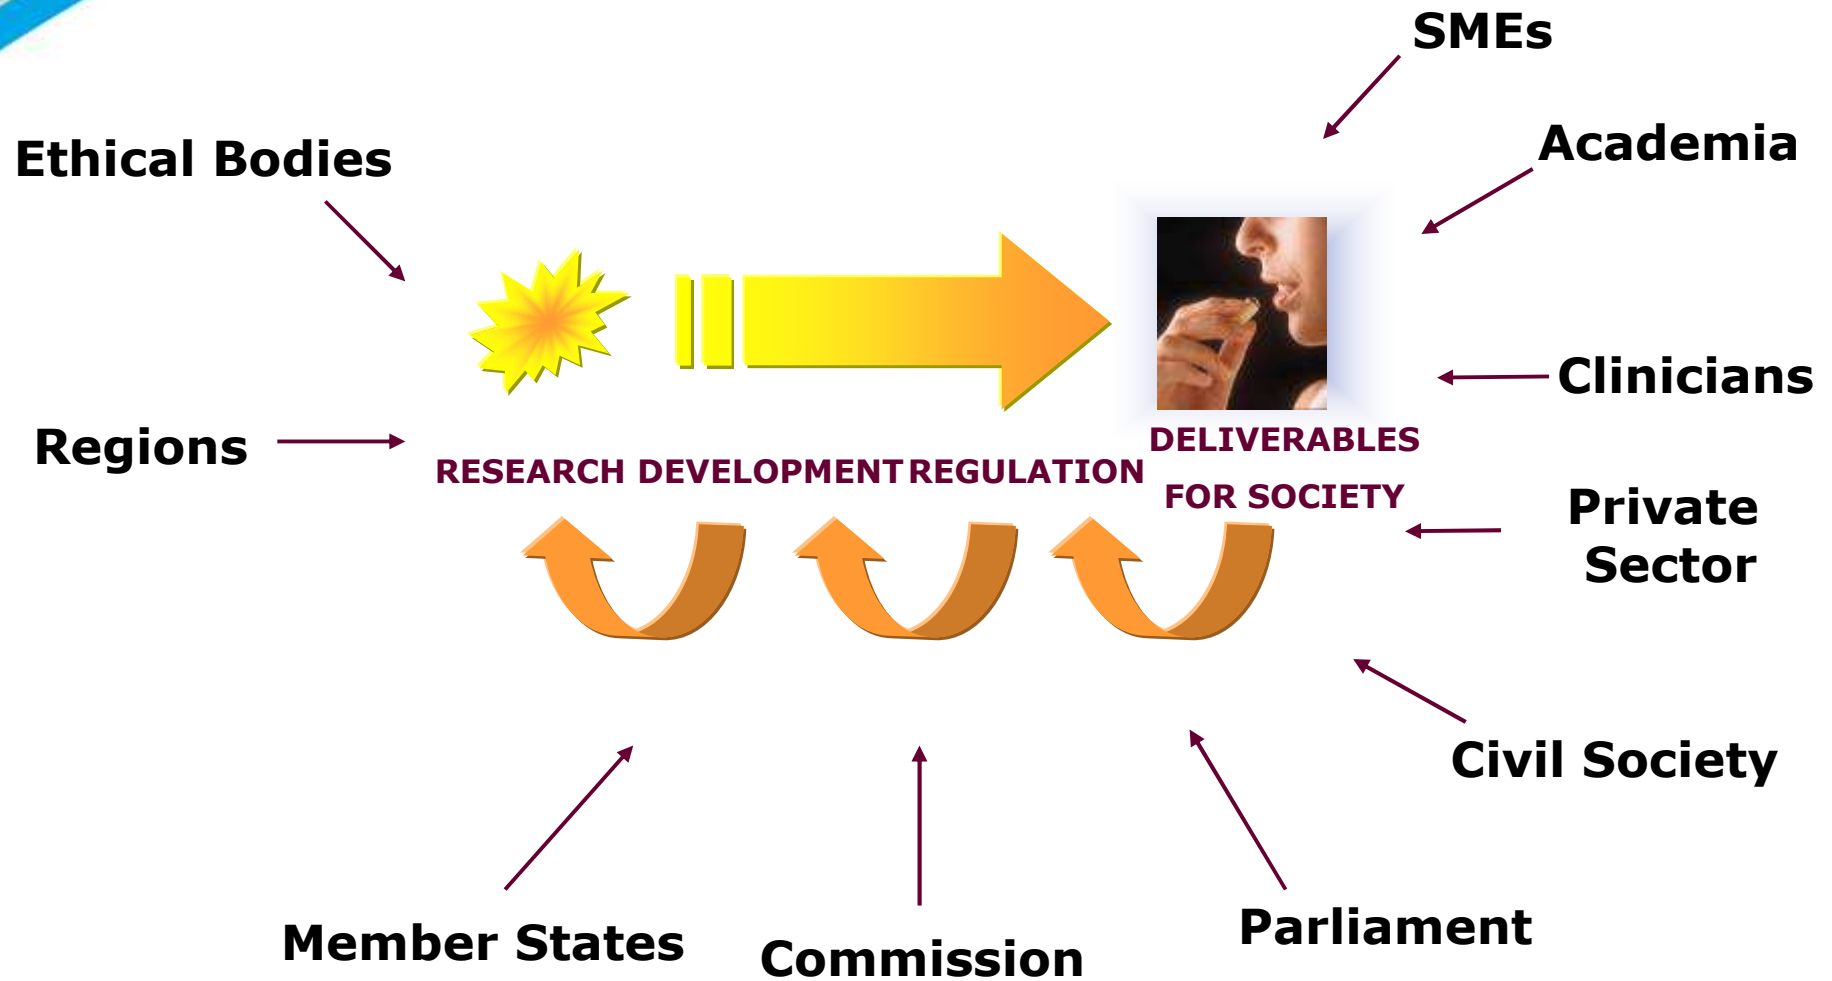 SMEs
Academia
Ethical Bodies
Clinicians
Regions
DELIVERABLES
FOR SOCIETY
RESEARCH DEVELOPMENT REGULATION
Private
Sector
Civil Society
Member States
Commission
Parliament